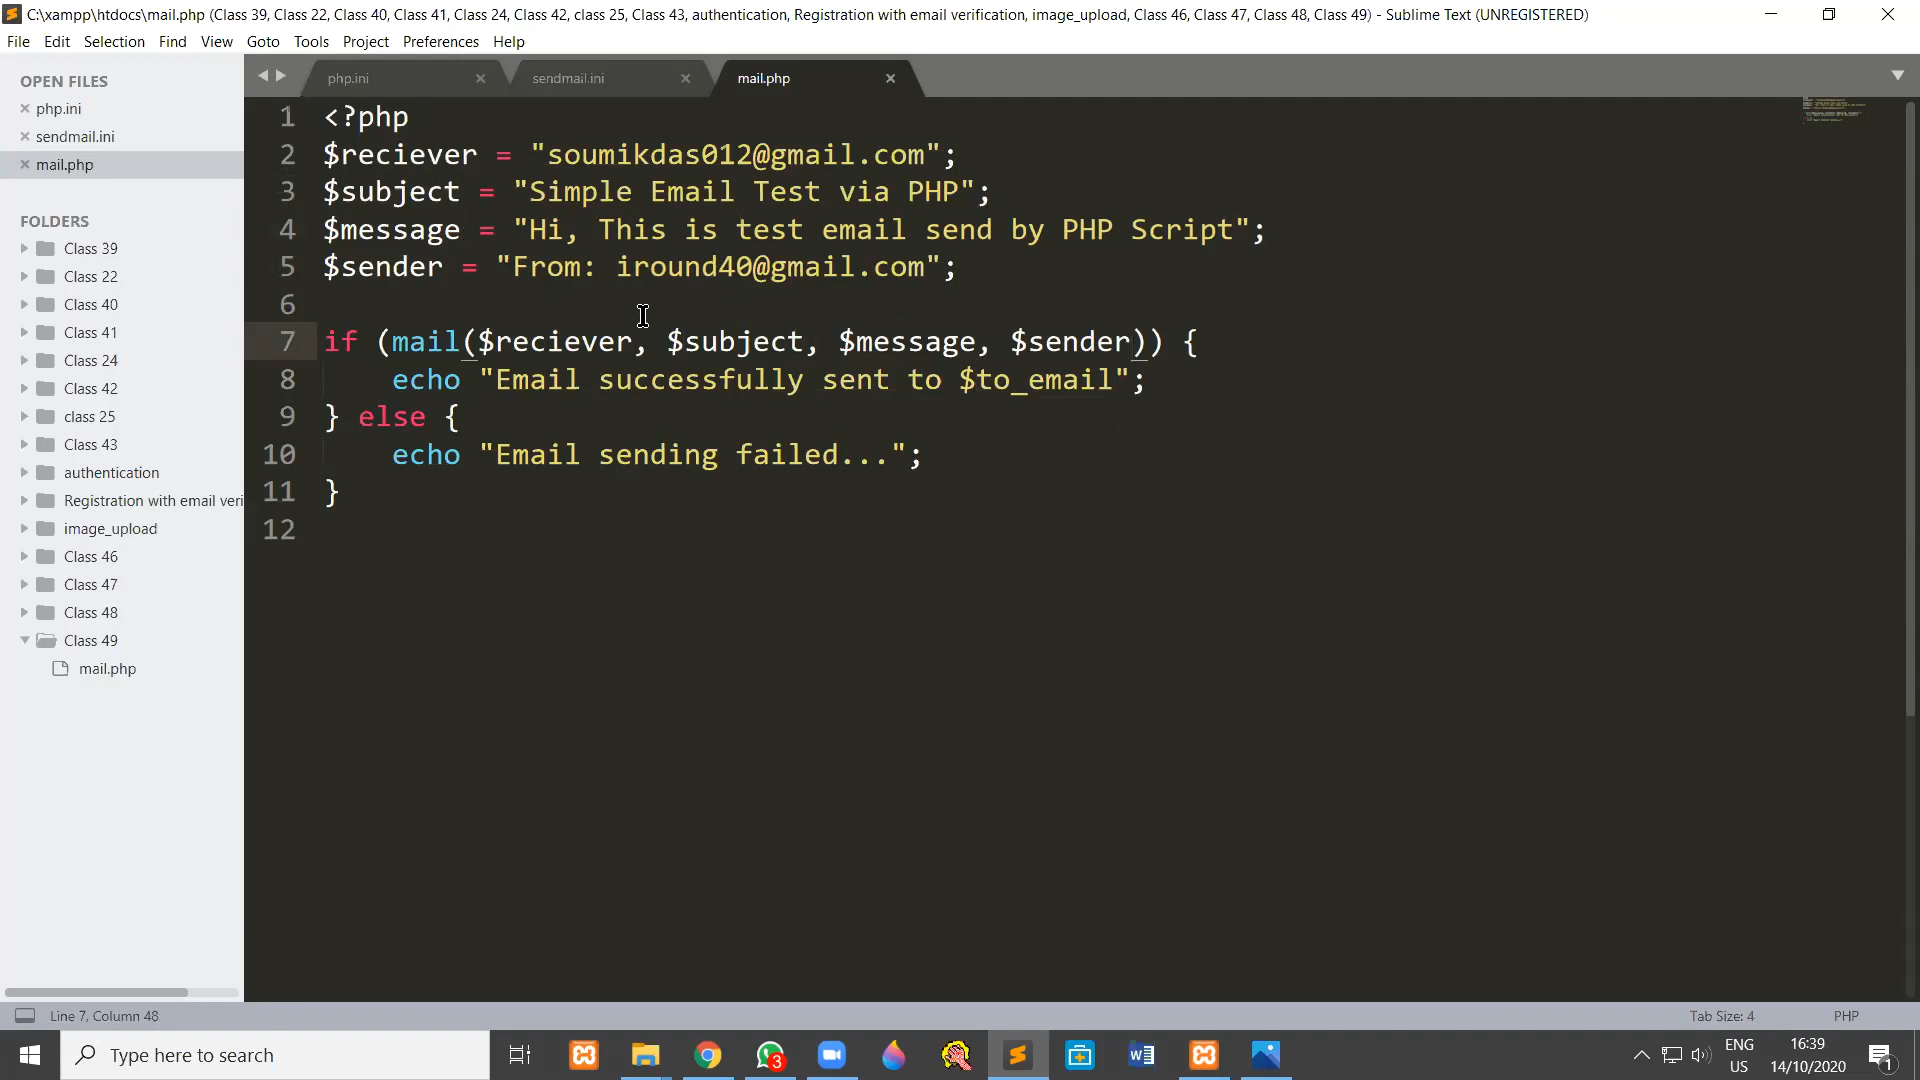 C:\xampp\htdocs\mail.php (Class 39, Class 22, Class 40, Class 41, Class 24, Class 42, class 25, Class 43, authentication, Registration with email verification, image_upload, Class 46, Class 47, Class 48, Class 49) - Sublime Text (UNREGISTERED)
File Edit Selection Find View Goto Tools Project Preferences Help
OPEN FILES
php.ini
sendmail.ini
mail.php
FOLDERS
Class 39
Class 22
Class 40
Class 41
Class 24
Class 42
class 25
Class 43
authentication
Registration with email veri
image_upload
Class 46
Class 47
Class 48
Class 49
mail.php
php.ini sendmail.ini mail.php
1 <?php
2 $reciever = "soumikdas012@gmail.com";
3 $subject = "Simple Email Test via PHP";
4 $message = "Hi, This is test email send by PHP Script";
5 $sender = "From: iround40@gmail.com";
6
7 if (mail($reciever, $subject, $message, $sender)) {
8     echo "Email successfully sent to $to_email";
9 } else {
10     echo "Email sending failed...";
11 }
12
Line 7, Column 48 Tab Size: 4 PHP
Type here to search
3
ENG
US
16:39
14/10/2020
1